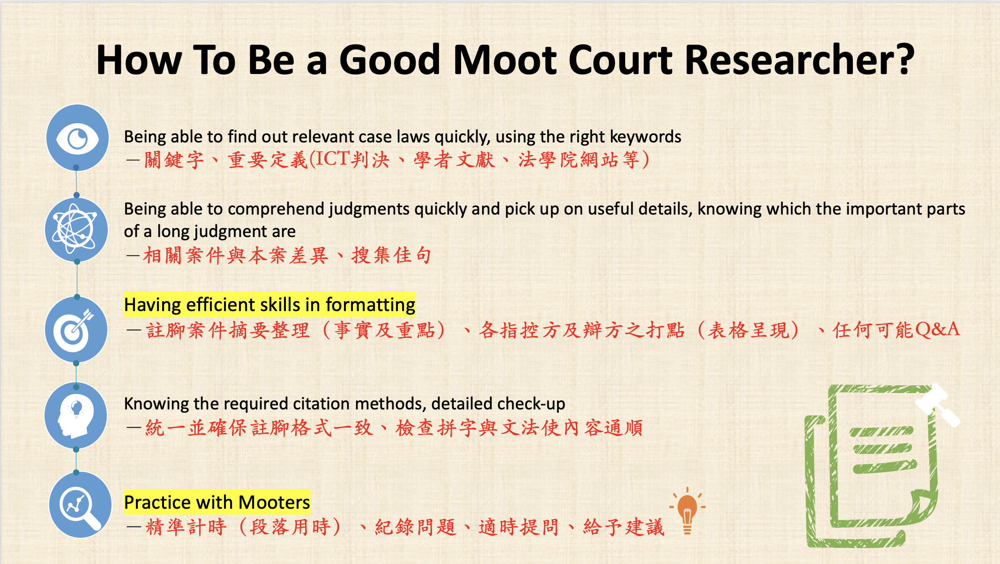 How To Be a Good Moot Court Researcher?
Being able to find out relevant case laws quickly, using the right keywords
—關鍵字、重要定義(ICT判決、學者文獻、法學院網站等)
Being able to comprehend judgments quickly and pick up on useful details, knowing which the important parts
of a long judgment are
—相關案件與本案差異、搜集佳句
Having efficient skills in formatting
—註腳案件摘要整理（事實及重點）、各指控方及辯方之打點（表格呈現）、任何可能Q&A
Knowing the required citation methods, detailed check-up
—統一並確保註腳格式一致、檢查拼字與文法使內容通順
Practice with Mooters
—精準計時（段落用時）、紀錄問題、適時提問、給予建議